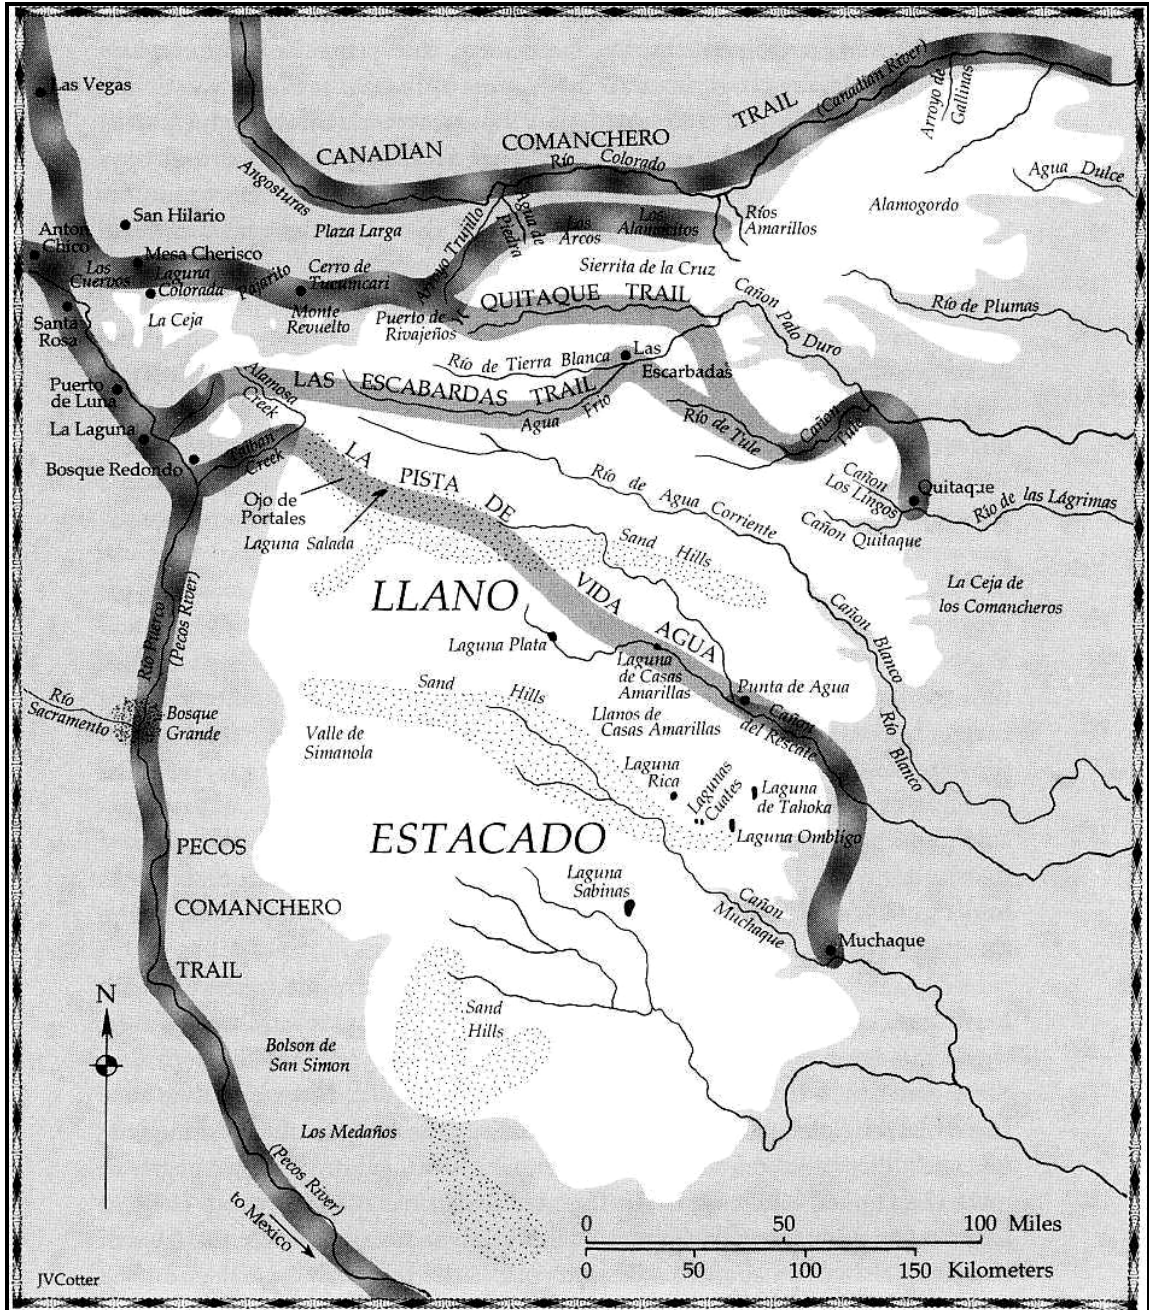 Las Vegas
CANADIAN COMANCHERO TRAIL
(Canadian River)
Arroyo de
Gallinas
Río Colorado
Agua Dulce
Angosturas
Alamogordo
San Hilario
Plaza Larga
Arroyo Trujillo
Agua de
Piedra
Los
Arcos
Los
Alamocitos
Ríos
Amarillos
Anton
Chico
Mesa Cherisco
Los
Cuervos
Laguna
Colorada
Pajarito
Cerro de
Tucumcari
Sierrita de la Cruz
QUITAQUE TRAIL
Cañon Palo Duro
Río de Plumas
Santa
Rosa
La Ceja
Monte
Revuelto
Puerto de
Rivajeños
Río de Tierra Blanca
Las
Escarbadas
Puerto
de Luna
Alamosa
Creek
LAS ESCABARDAS TRAIL
Agua Frio
Río de Tule
Cañon
Tule
La Laguna
Bosque Redondo
Creek
LA PISTA DE VIDA AGUA
Ojo de
Portales
Laguna Salada
Río de Agua Corriente
Cañon
Los Lingos
Quitaque
Río de las Lágrimas
Cañon Quitaque
Sand Hills
LLANO
La Ceja de
los Comancheros
Río Puerco
(Pecos River)
Laguna Plata
Laguna
de Casas
Amarillas
Cañon Blanco
Río
Sacramento
Bosque
Grande
Sand Hills
Punta de Agua
Cañon
del Rescate
Río Blanco
Valle de
Simanola
Llanos de
Casas Amarillas
Laguna
Rica
Lagunas
Cuates
Laguna
de Tahoka
Laguna Ombligo
ESTACADO
PECOS
COMANCHERO
TRAIL
Laguna
Sabinas
Cañon
Muchaque
Muchaque
N
Sand
Hills
Bolson de
San Simon
Los Medaños
(Pecos River)
to Mexico
0 50 100 Miles
0 50 100 150 Kilometers
JVCotter